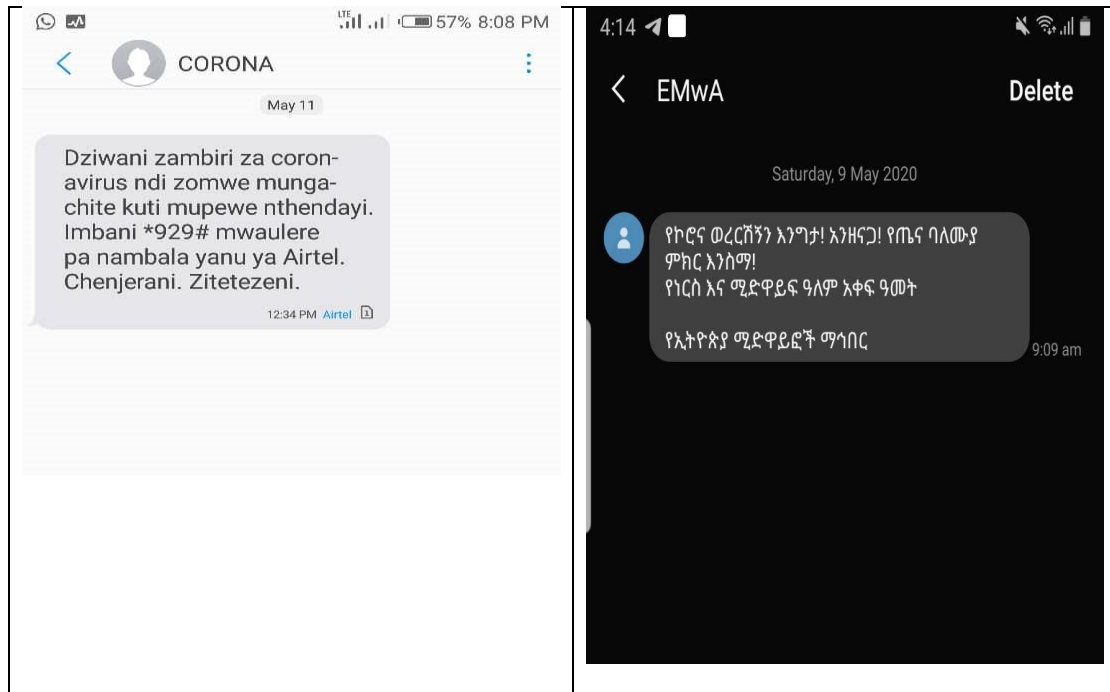 LTE 57% 8:08 PM
CORONA
May 11
Dziwani zambiri za coron-
avirus ndi zomwe munga-
chite kuti mupewe nthendayi.
Imbani *929# mwaulere
pa nambala yanu ya Airtel.
Chenjerani. Zitetezeni.
12:34 PM Airtel 1
4:14
EMwA Delete
Saturday, 9 May 2020
የኮሮና ወረርሽኝን እንግታ! አንዘናጋ! የጤና ባለሙያ
ምክር እንስማ!
የነርስ እና ሚድዋይፍ ዓለም አቀፍ ዓመት
የኢትዮጵያ ሚድዋይፎች ማኅበር
9:09 am